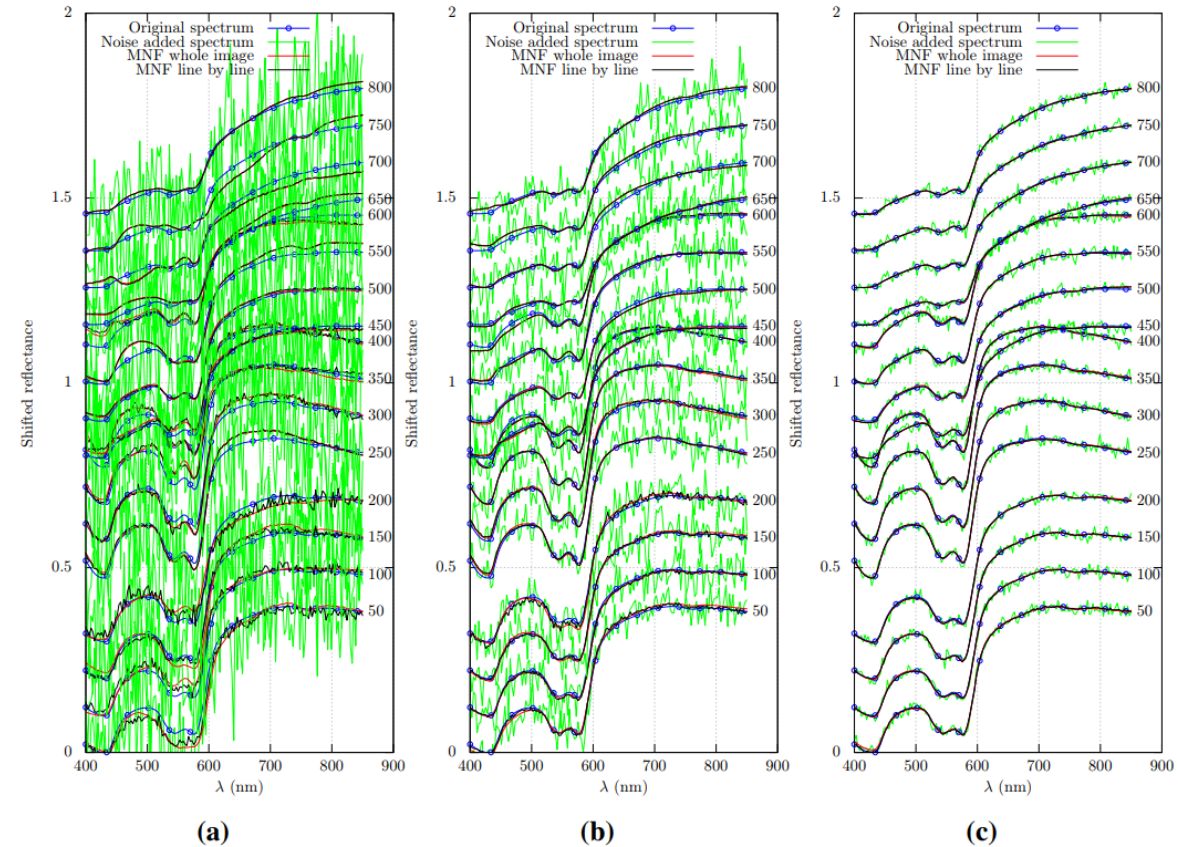 2
Original spectrum
Noise added spectrum
MNF whole image
MNF line by line
800
750
700
650
600
550
500
450
400
350
300
250
200
150
100
50
1.5
1
0.5
0
400 500 600 700 800 900
Shifted reflectance
λ (nm)
(a)
2
Original spectrum
Noise added spectrum
MNF whole image
MNF line by line
800
750
700
650
600
550
500
450
400
350
300
250
200
150
100
50
1.5
1
0.5
0
400 500 600 700 800 900
Shifted reflectance
λ (nm)
(b)
2
Original spectrum
Noise added spectrum
MNF whole image
MNF line by line
800
750
700
650
600
550
500
450
400
350
300
250
200
150
100
50
1.5
1
0.5
0
400 500 600 700 800 900
Shifted reflectance
λ (nm)
(c)